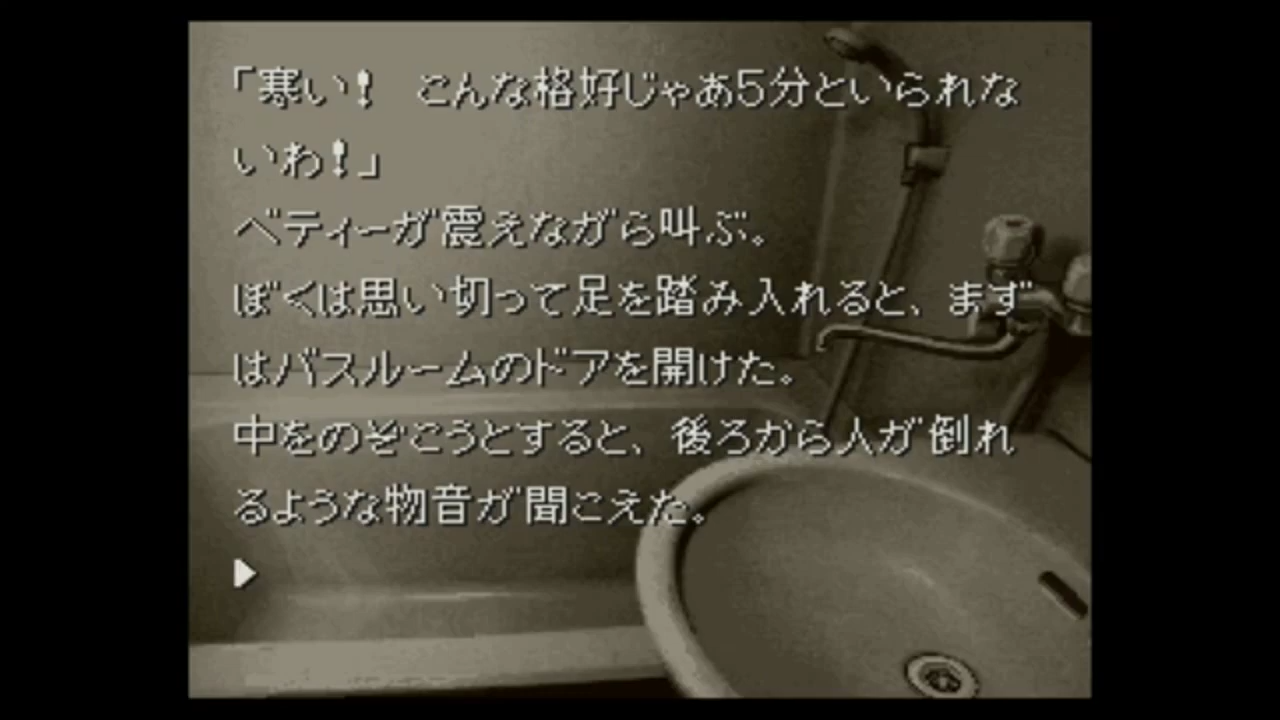 「寒い！　こんな格好じゃあ5分といられな
いわ！」
ベティーが震えながら叫ぶ。
ぼくは思い切って足を踏み入れると、まず
はバスルームのドアを開けた。
中をのぞこうとすると、後ろから人が倒れ
るような物音が聞こえた。